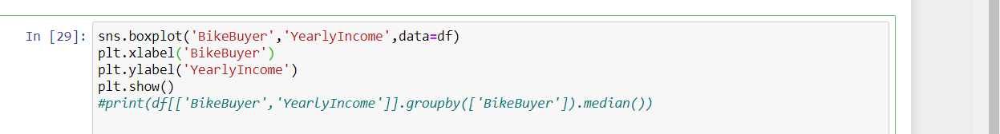 In [29]: sns.boxplot('BikeBuyer','YearlyIncome',data=df)
plt.xlabel('BikeBuyer')
plt.ylabel('YearlyIncome')
plt.show()
#print(df[['BikeBuyer','YearlyIncome']].groupby(['BikeBuyer']).median())